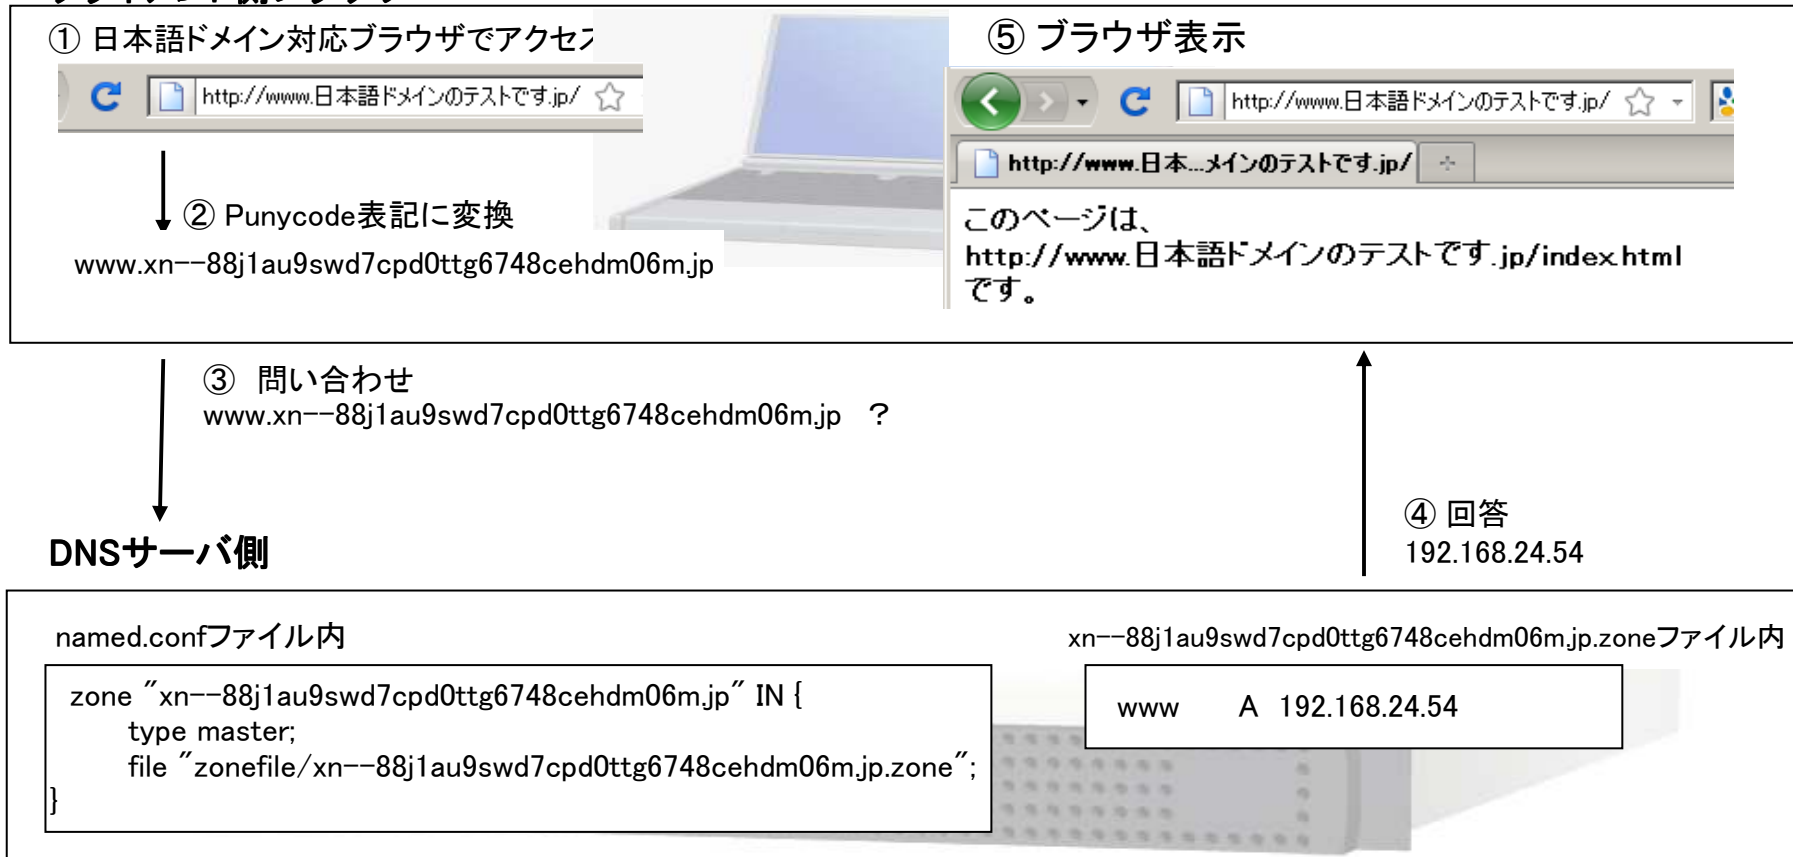 ① 日本語ドメイン対応ブラウザでアクセス
http://www.日本語ドメインのテストです.jp/
② Punycode表記に変換
www.xn--88j1au9swd7cpd0ttg6748cehdm06m.jp
⑤ ブラウザ表示
http://www.日本語ドメインのテストです.jp/
http://www.日本...メインのテストです.jp/
このページは、
http://www.日本語ドメインのテストです.jp/index.html
です。
③ 問い合わせ
www.xn--88j1au9swd7cpd0ttg6748cehdm06m.jp ?
④ 回答
192.168.24.54
DNSサーバ側
named.confファイル内
zone "xn--88j1au9swd7cpd0ttg6748cehdm06m.jp" IN {
type master;
file "zonefile/xn--88j1au9swd7cpd0ttg6748cehdm06m.jp.zone";
}
xn--88j1au9swd7cpd0ttg6748cehdm06m.jp.zoneファイル内
www A 192.168.24.54